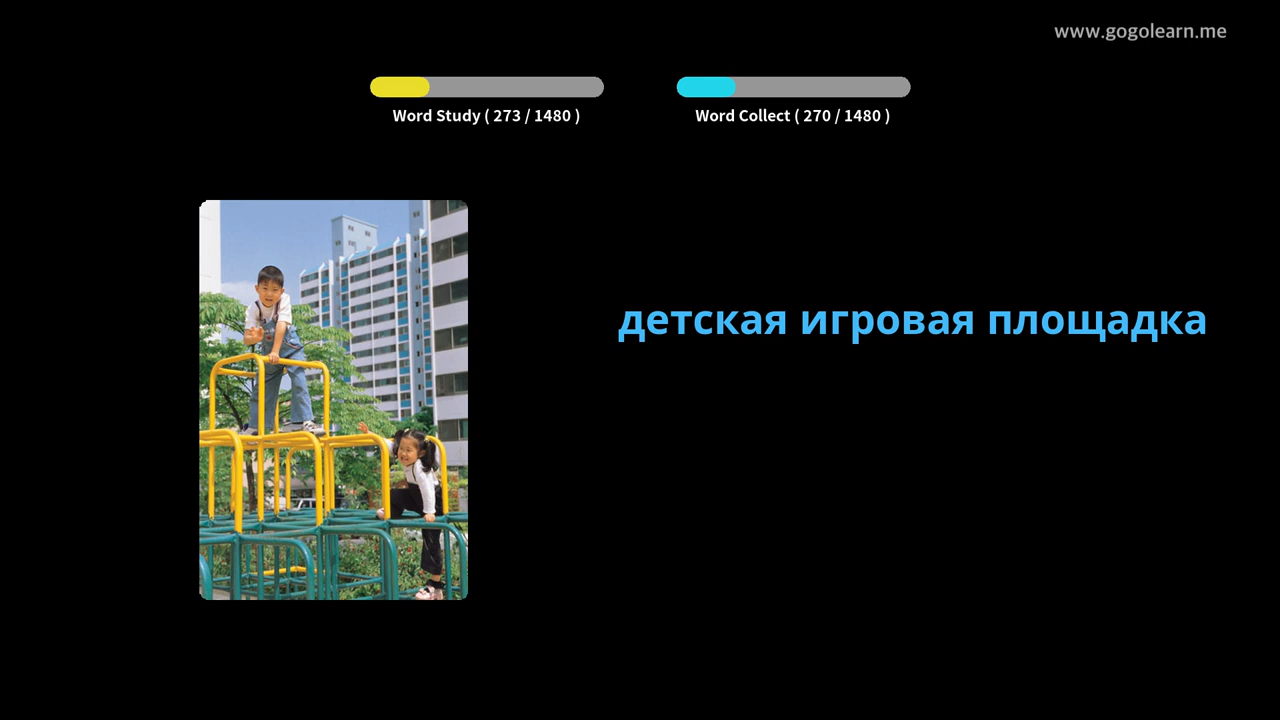 www.gogolearn.me
Word Study ( 273 / 1480 )
Word Collect ( 270 / 1480 )
детская игровая площадка